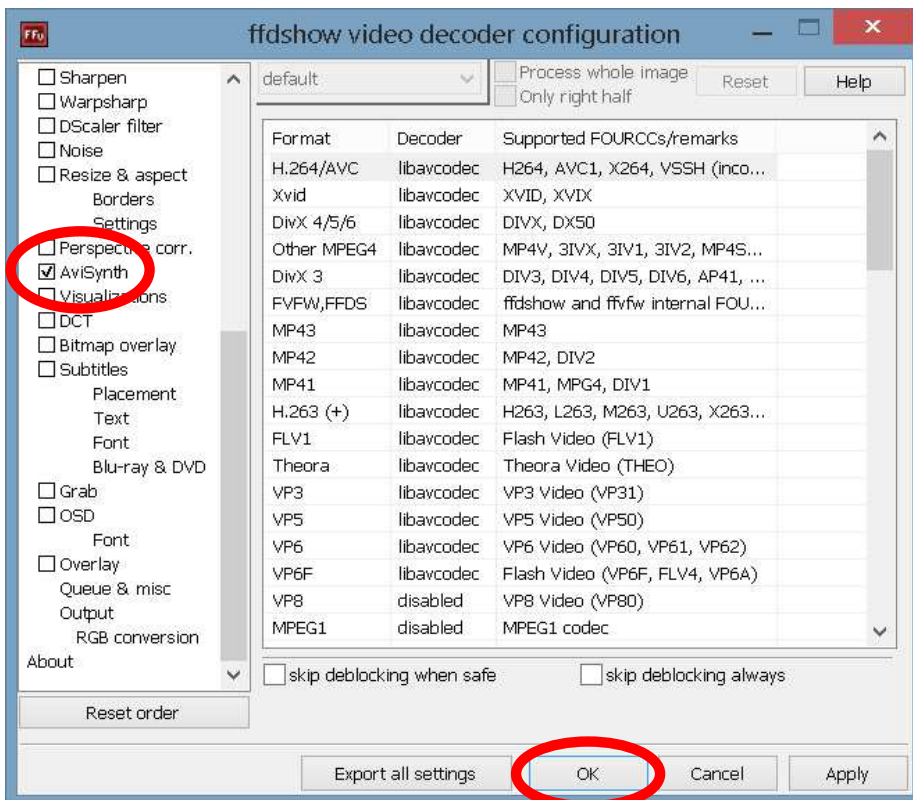 FFu
ffdshow video decoder configuration
Sharpen
Warpsharp
DScaler filter
Noise
Resize & aspect
Borders
Settings
Perspective corr.
AviSynth
Visualizations
DCT
Bitmap overlay
Subtitles
Placement
Text
Font
Blu-ray & DVD
Grab
OSD
Font
Overlay
Queue & misc
Output
RGB conversion
About
Reset order
default
Process whole image
Only right half
Reset
Help
Format Decoder Supported FOURCCs/remarks
H.264/AVC libavcodec H264, AVC1, X264, VSSH (inco...
Xvid libavcodec XVID, XVIX
DivX 4/5/6 libavcodec DIVX, DX50
Other MPEG4 libavcodec MP4V, 3IVX, 3IV1, 3IV2, MP4S...
DivX 3 libavcodec DIV3, DIV4, DIV5, DIV6, AP41, ...
FVFW,FFDS libavcodec ffdshow and ffvfw internal FOU...
MP43 libavcodec MP43
MP42 libavcodec MP42, DIV2
MP41 libavcodec MP41, MPG4, DIV1
H.263 (+) libavcodec H263, L263, M263, U263, X263...
FLV1 libavcodec Flash Video (FLV1)
Theora libavcodec Theora Video (THEO)
VP3 libavcodec VP3 Video (VP31)
VP5 libavcodec VP5 Video (VP50)
VP6 libavcodec VP6 Video (VP60, VP61, VP62)
VP6F libavcodec Flash Video (VP6F, FLV4, VP6A)
VP8 disabled VP8 Video (VP80)
MPEG1 disabled MPEG1 codec
skip deblocking when safe
skip deblocking always
Export all settings
OK
Cancel
Apply